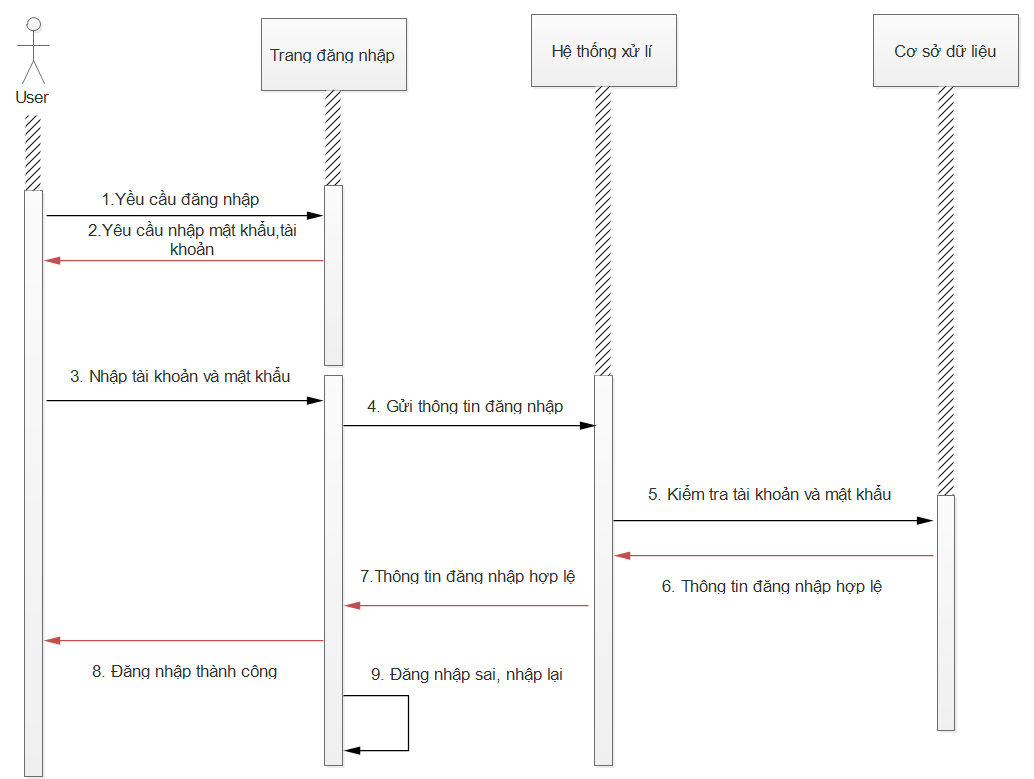 User
Trang đăng nhập
Hệ thống xử lí
Cơ sở dữ liệu
1.Yều cầu đăng nhập
2.Yêu cầu nhập mật khẩu,tài
khoản
3. Nhập tài khoản và mật khẩu
4. Gửi thông tin đăng nhập
5. Kiểm tra tài khoản và mật khẩu
6. Thông tin đăng nhập hợp lệ
7.Thông tin đăng nhập hợp lệ
8. Đăng nhập thành công
9. Đăng nhập sai, nhập lại